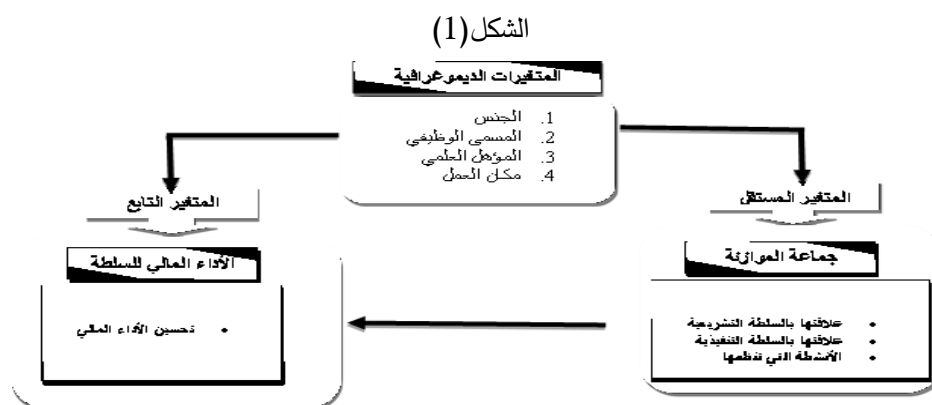 الشكل(1)
المتغيرات الديموغرافية
1. الجنس
2. المسمى الوظيفي
3. المؤهل العلمي
4. مكان العمل
المتغير المستقل
المتغير التابع
جماعة الموازنة
الأداء المالي للسلطة
• علاقتها بالسلطة التشريعية
• علاقتها بالسلطة التنفيذية
• الأنشطة التي تنظمها
• تحسين الأداء المالي